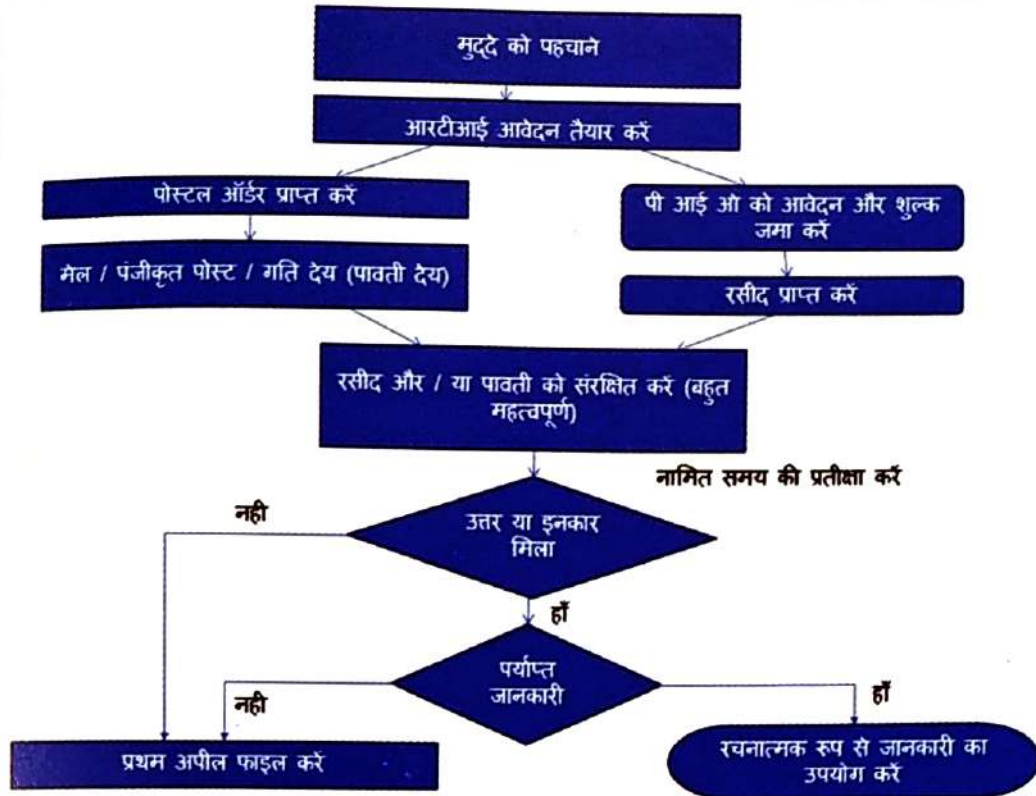 मुद्दे को पहचाने
आरटीआई आवेदन तैयार करें
पोस्टल ऑर्डर प्राप्त करें
पी आई ओ को आवेदन और शुल्क
जमा करें
मेल / पंजीकृत पोस्ट / गति देय (पावती देय)
रसीद प्राप्त करें
रसीद और / या पावती को संरक्षित करें (बहुत
महत्वपूर्ण)
नामित समय की प्रतीक्षा करें
नही
उत्तर या इनकार
मिला
हाँ
पर्याप्त
जानकारी
नही
हाँ
प्रथम अपील फाइल करें
रचनात्मक रूप से जानकारी का
उपयोग करें